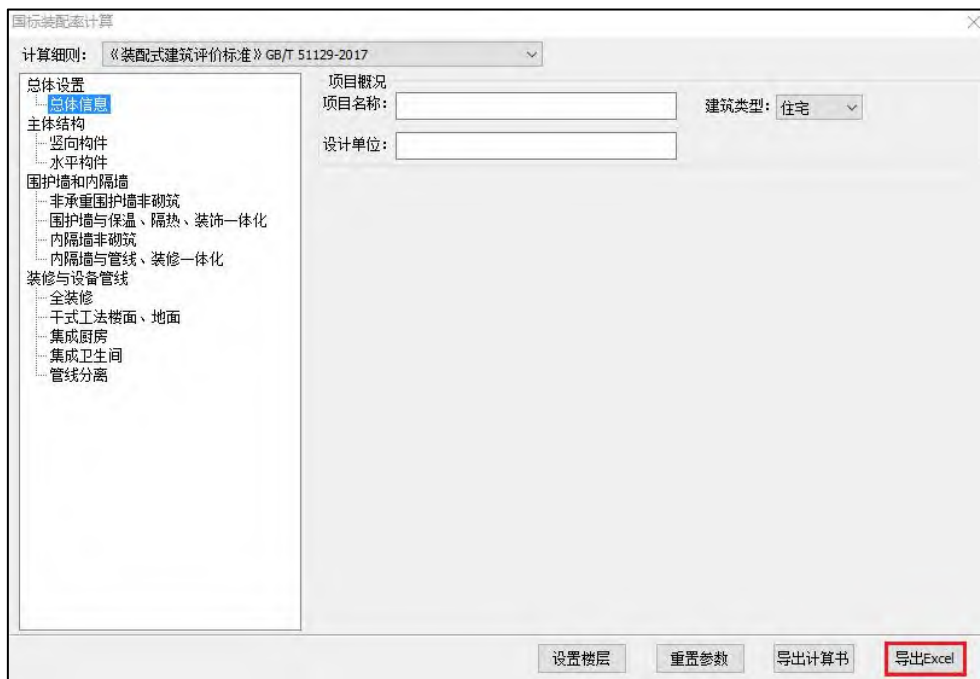 国标装配率计算
计算细则： 《装配式建筑评价标准》GB/T 51129-2017
总体设置
总体信息
主体结构
竖向构件
水平构件
围护墙和内隔墙
非承重围护墙非砌筑
围护墙与保温、隔热、装饰一体化
内隔墙非砌筑
内隔墙与管线、装修一体化
装修与设备管线
全装修
干式工法楼面、地面
集成厨房
集成卫生间
管线分离
项目概况
项目名称： 建筑类型： 住宅
设计单位：
设置楼层 重置参数 导出计算书 导出Excel